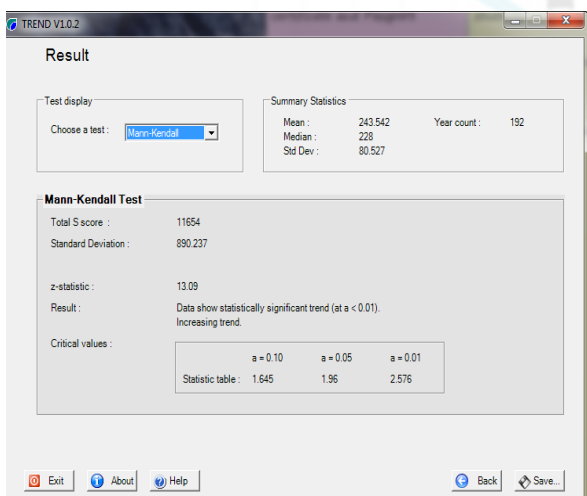 TREND V1.0.2
Result
Test display
Choose a test : Mann-Kendall
Summary Statistics
Mean : 243.542 Year count : 192
Median : 228
Std Dev : 80.527
Mann-Kendall Test
Total S score : 11654
Standard Deviation : 890.237
z-statistic : 13.09
Result : Data show statistically significant trend (at a < 0.01).
Increasing trend.
Critical values :
a = 0.10 a = 0.05 a = 0.01
Statistic table : 1.645 1.96 2.576
Exit About Help Back Save...